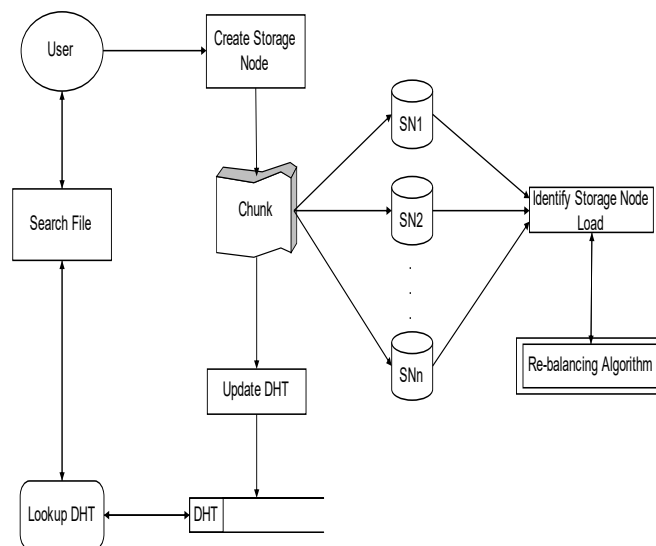 User
Create Storage
Node
SN1
Chunk
SN2
Identify Storage Node
Load
Search File
.
.
.
SNn
Re-balancing Algorithm
Update DHT
Lookup DHT
DHT